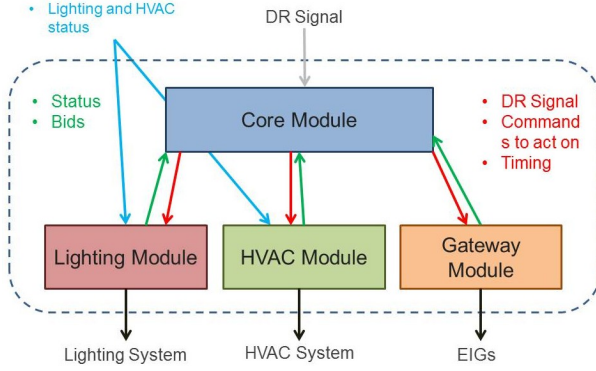 • Lighting and HVAC
status
DR Signal
• Status
• Bids
Core Module
• DR Signal
• Command
s to act on
• Timing
Lighting Module
HVAC Module
Gateway
Module
Lighting System
HVAC System
EIGs